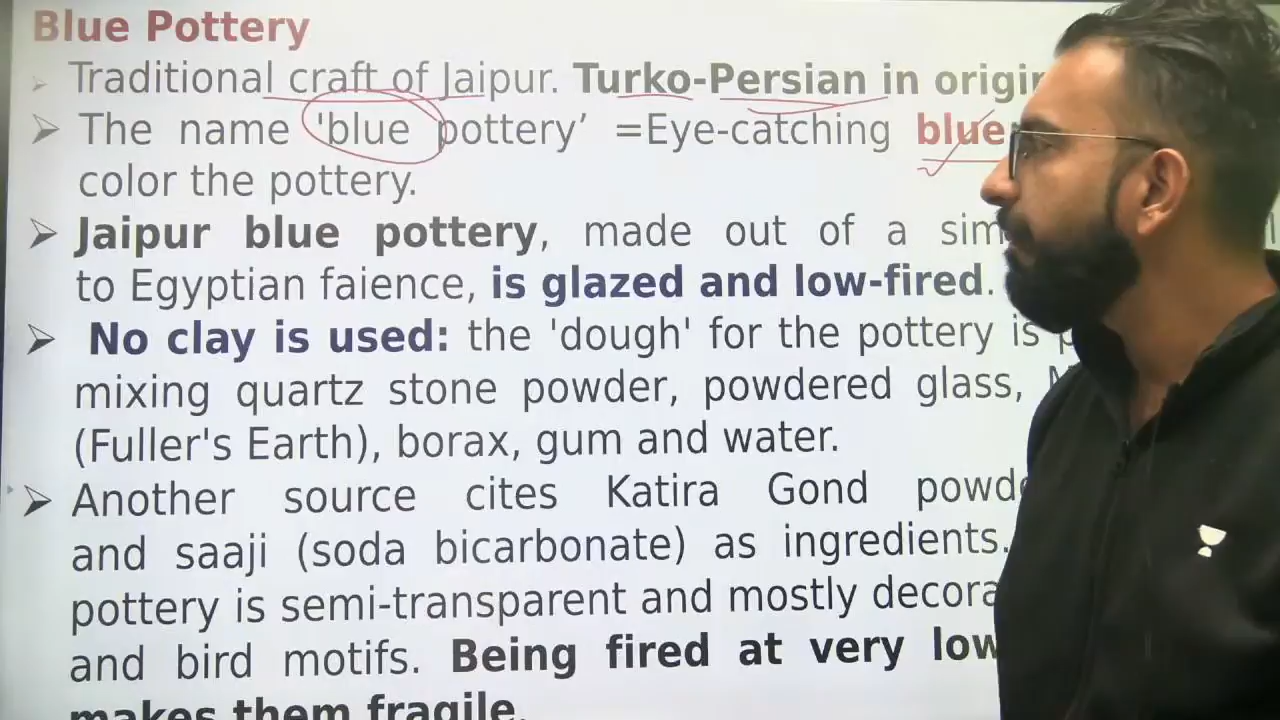 Blue Pottery
➢ Traditional craft of Jaipur. Turko-Persian in
➢ The name 'blue pottery’ =Eye-catching blue
color the pottery.
➢ Jaipur blue pottery, made out of a
to Egyptian faience, is glazed and low-fired.
➢ No clay is used: the 'dough' for the pottery is
mixing quartz stone powder, powdered glass,
(Fuller's Earth), borax, gum and water.
➢ Another source cites Katira Gond
and saaji (soda bicarbonate) as ingredients.
pottery is semi-transparent and mostly
and bird motifs. Being fired at very low
makes them fragile.